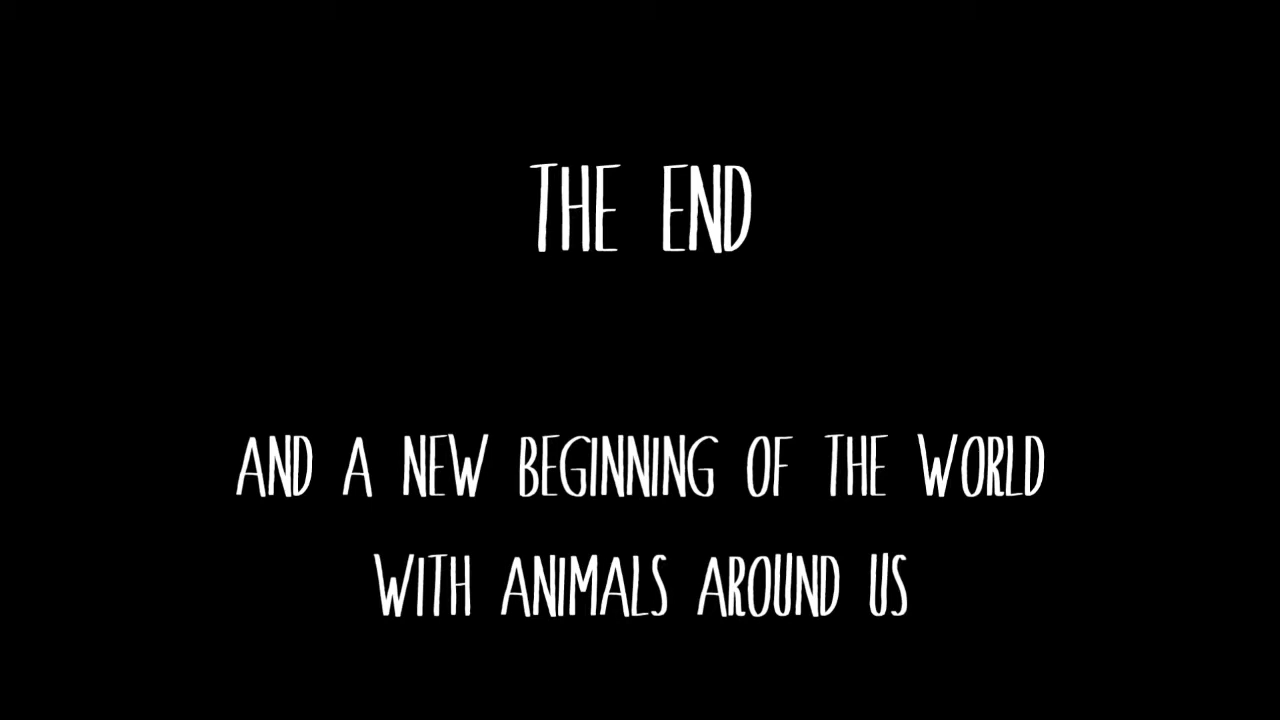 THE END
AND A NEW BEGINNING OF THE WORLD
WITH ANIMALS AROUND US